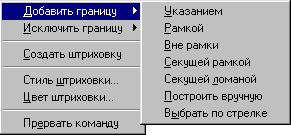 Добавить границу
Исключить границу
Создать штриховку
Стиль штриховки...
Цвет штриховки...
Прервать команду
Указанием
Рамкой
Вне рамки
Секущей рамкой
Секущей ломаной
Построить вручную
Выбрать по стрелке